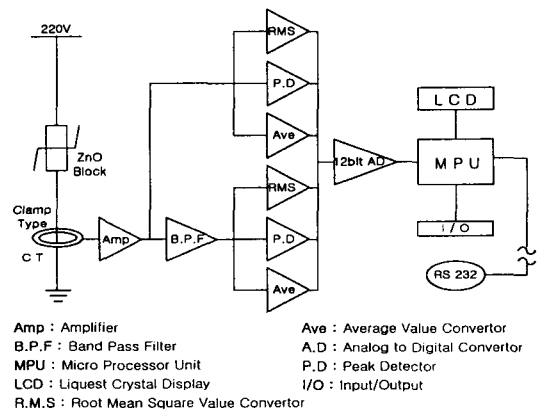 220V
ZnO
Block
Clamp
Type
C T
Amp
B.P.F
RMS
P.D
Ave
RMS
P.D
Ave
12bit AD
LCD
MPU
I/O
RS 232
Amp : Amplifier
B.P.F : Band Pass Filter
MPU : Micro Processor Unit
LCD : Liquest Crystal Display
R.M.S : Root Mean Square Value Convertor
Ave : Average Value Convertor
A.D : Analog to Digital Convertor
P.D : Peak Detector
I/O : Input/Output